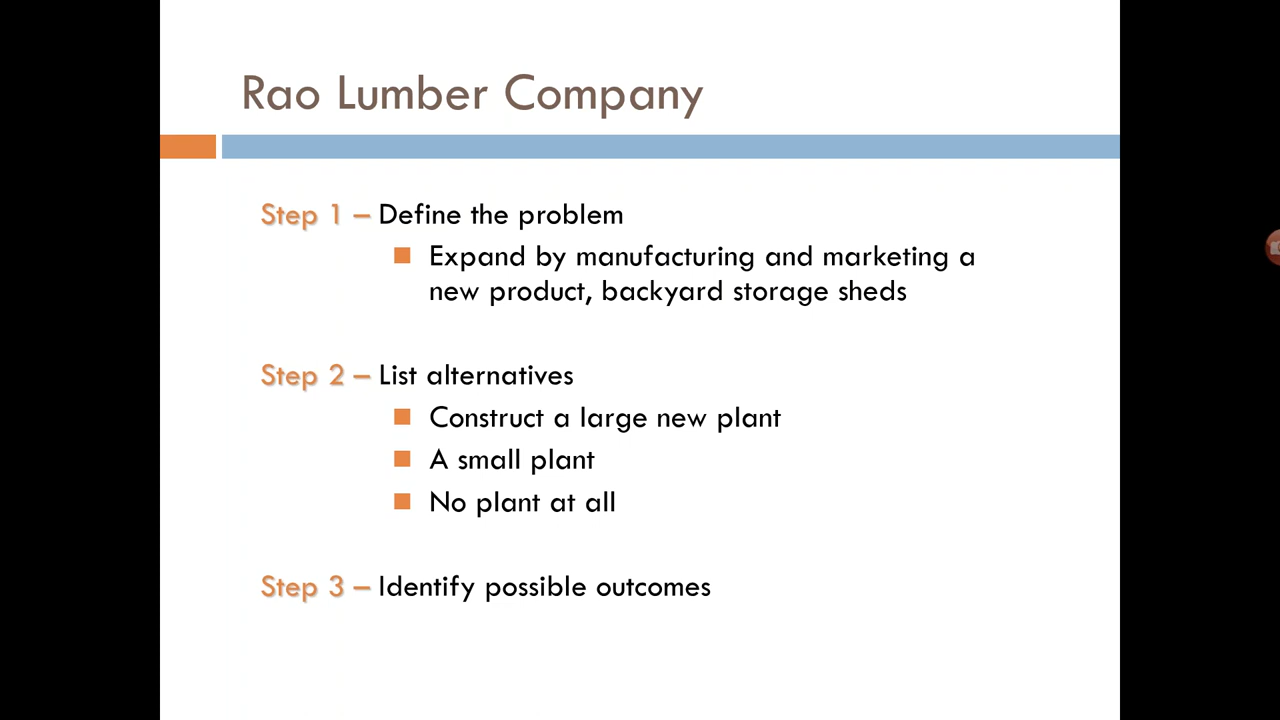 Rao Lumber Company
Step 1 – Define the problem
Expand by manufacturing and marketing a
new product, backyard storage sheds
Step 2 – List alternatives
Construct a large new plant
A small plant
No plant at all
Step 3 – Identify possible outcomes